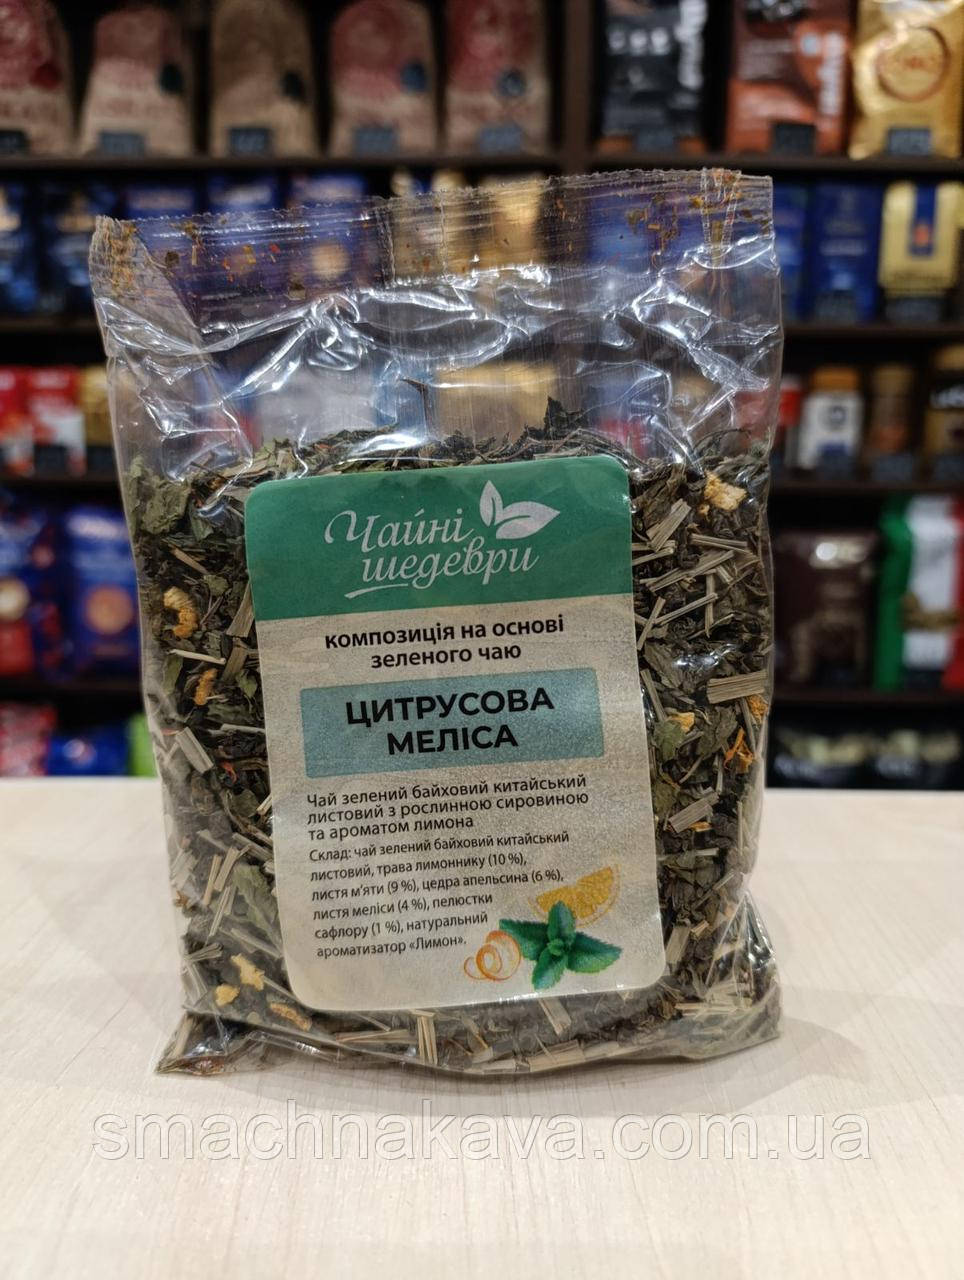 Чайні
шедеври
композиція на основі
зеленого чаю
ЦИТРУСОВА
МЕЛІСА
Чай зелений байховий китайський
листовий з рослинною сировиною
та ароматом лимона
Склад: чай зелений байховий китайський
листовий, трава лимоннику (10 %),
листя м'яти (9 %), цедра апельсина (6 %),
листя меліси (4 %), пелюстки
сафлору (1 %), натуральний
ароматизатор «Лимон».
smachnakava.com.ua